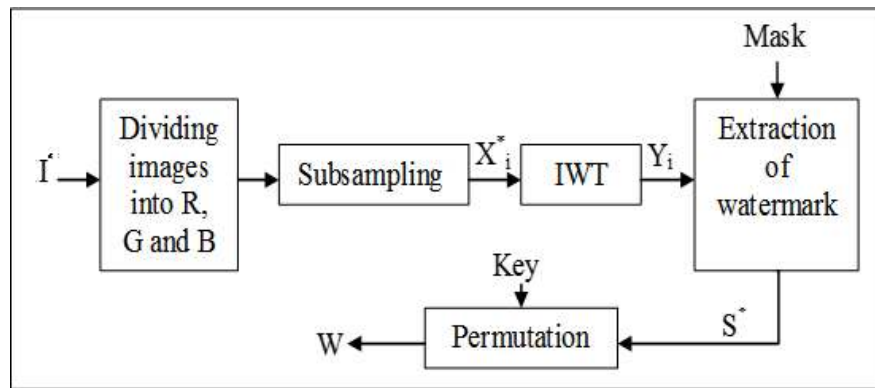 Mask
Dividing
images
into R,
G and B
Extraction
of
watermark
I*
Subsampling
X*i
IWT
Yi
Key
W
Permutation
S*